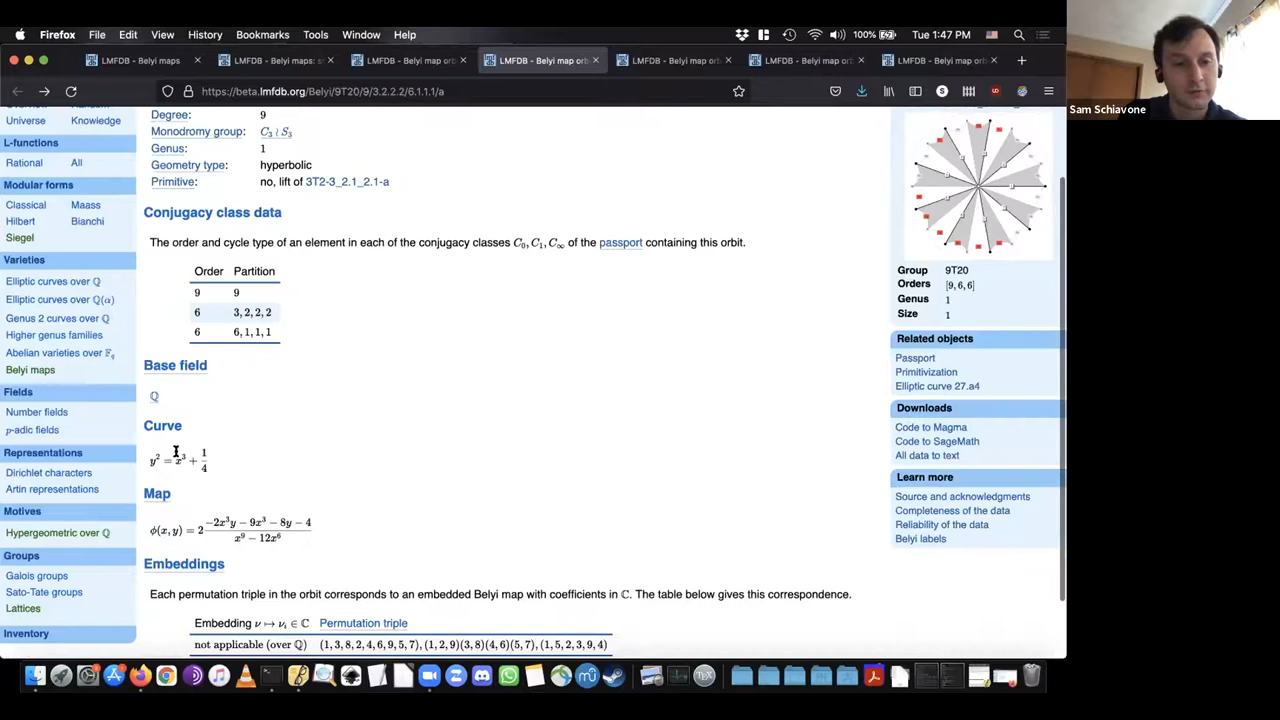 Firefox File Edit View History Bookmarks Tools Window Help 100% Tue 1:47 PM
LMFDB - Belyi maps × LMFDB - Belyi maps: s × LMFDB - Belyi map orb × LMFDB - Belyi map orb × LMFDB - Belyi map orb × LMFDB - Belyi map orb × LMFDB - Belyi map orb ×
https://beta.lmfdb.org/Belyi/9T20/9/3.2.2.2/6.1.1.1/a
Sam Schiavone
Universe Knowledge
L-functions
Rational All
Modular forms
Classical Maass
Hilbert Bianchi
Siegel
Varieties
Elliptic curves over ℚ
Elliptic curves over ℚ(α)
Genus 2 curves over ℚ
Higher genus families
Abelian varieties over 𝔽q
Belyi maps
Fields
Number fields
p-adic fields
Representations
Dirichlet characters
Artin representations
Motives
Hypergeometric over ℚ
Groups
Galois groups
Sato-Tate groups
Lattices
Inventory
Degree: 9
Monodromy group: C₃ ≀ S₃
Genus: 1
Geometry type: hyperbolic
Primitive: no, lift of 3T2-3_2.1_2.1-a
Conjugacy class data
The order and cycle type of an element in each of the conjugacy classes C₀, C₁, C∞ of the passport containing this orbit.
Order Partition
9 9
6 3, 2, 2, 2
6 6, 1, 1, 1
Base field
ℚ
Curve
y² = x³ + 1/4
Map
φ(x, y) = 2 (−2x³y − 9x³ − 8y − 4)/(x⁹ − 12x⁶)
Embeddings
Each permutation triple in the orbit corresponds to an embedded Belyi map with coefficients in ℂ. The table below gives this correspondence.
Embedding ν ↦ νᵢ ∈ ℂ Permutation triple
not applicable (over ℚ) (1, 3, 8, 2, 4, 6, 9, 5, 7), (1, 2, 9)(3, 8)(4, 6)(5, 7), (1, 5, 2, 3, 9, 4)
Group 9T20
Orders [9, 6, 6]
Genus 1
Size 1
Related objects
Passport
Primitivization
Elliptic curve 27.a4
Downloads
Code to Magma
Code to SageMath
All data to text
Learn more
Source and acknowledgments
Completeness of the data
Reliability of the data
Belyi labels